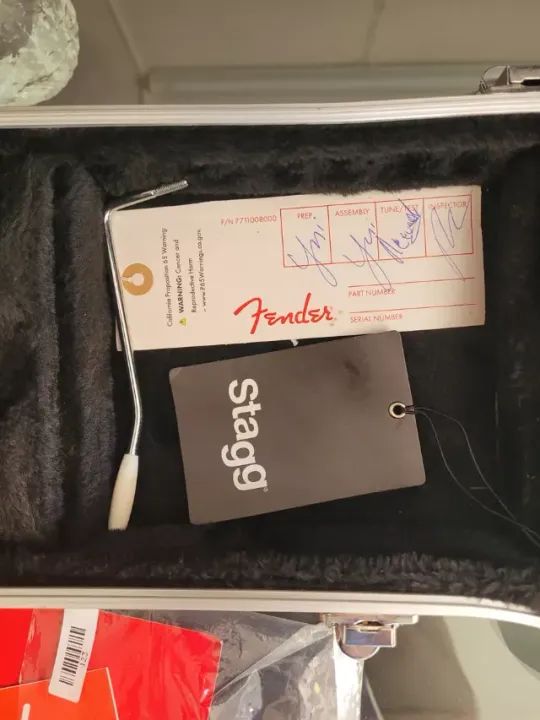 P/N 7711008000
PREP.
ASSEMBLY
TUNE/TEST
INSPECTOR
California Proposition 65 Warning
WARNING: Cancer and
Reproductive Harm
– www.P65Warnings.ca.gov
PART NUMBER
Fender
SERIAL NUMBER
Stagg